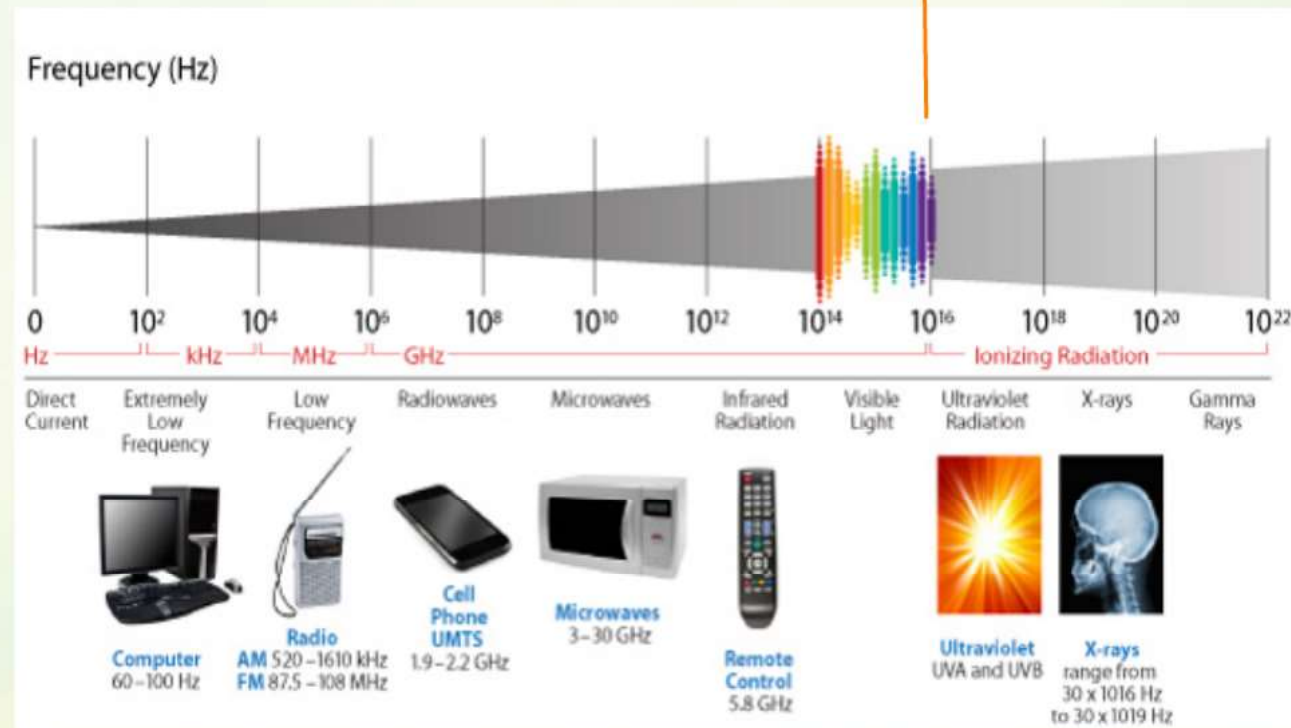 Frequency (Hz)
0 10² 10⁴ 10⁶ 10⁸ 10¹⁰ 10¹² 10¹⁴ 10¹⁶ 10¹⁸ 10²⁰ 10²²
Hz kHz MHz GHz Ionizing Radiation
Direct
Current
Extremely
Low
Frequency
Low
Frequency
Radiowaves
Microwaves
Infrared
Radiation
Visible
Light
Ultraviolet
Radiation
X-rays
Gamma
Rays
Computer
60–100 Hz
Radio
AM 520–1610 kHz
FM 87.5–108 MHz
Cell
Phone
UMTS
1.9–2.2 GHz
Microwaves
3–30 GHz
Remote
Control
5.8 GHz
Ultraviolet
UVA and UVB
X-rays
range from
30 x 1016 Hz
to 30 x 1019 Hz